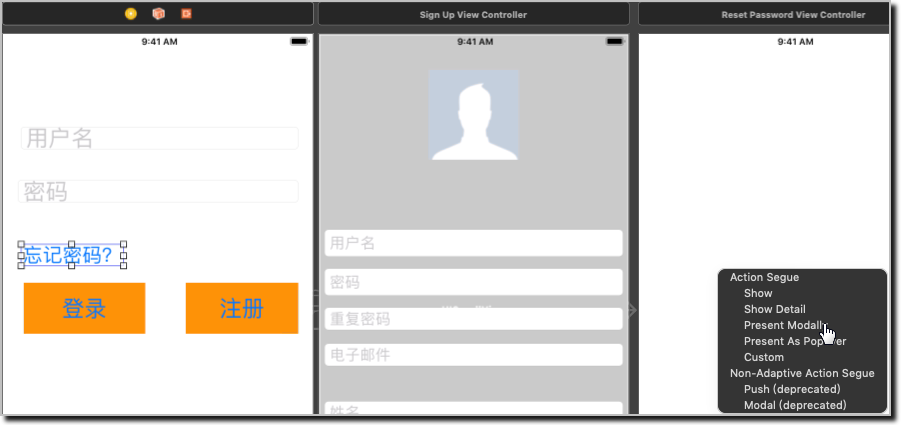 Sign Up View Controller
Reset Password View Controller
9:41 AM
9:41 AM
9:41 AM
用户名
密码
忘记密码?
登录
注册
用户名
密码
重复密码
电子邮件
姓名
Action Segue
Show
Show Detail
Present Modally
Present As Popover
Custom
Non-Adaptive Action Segue
Push (deprecated)
Modal (deprecated)